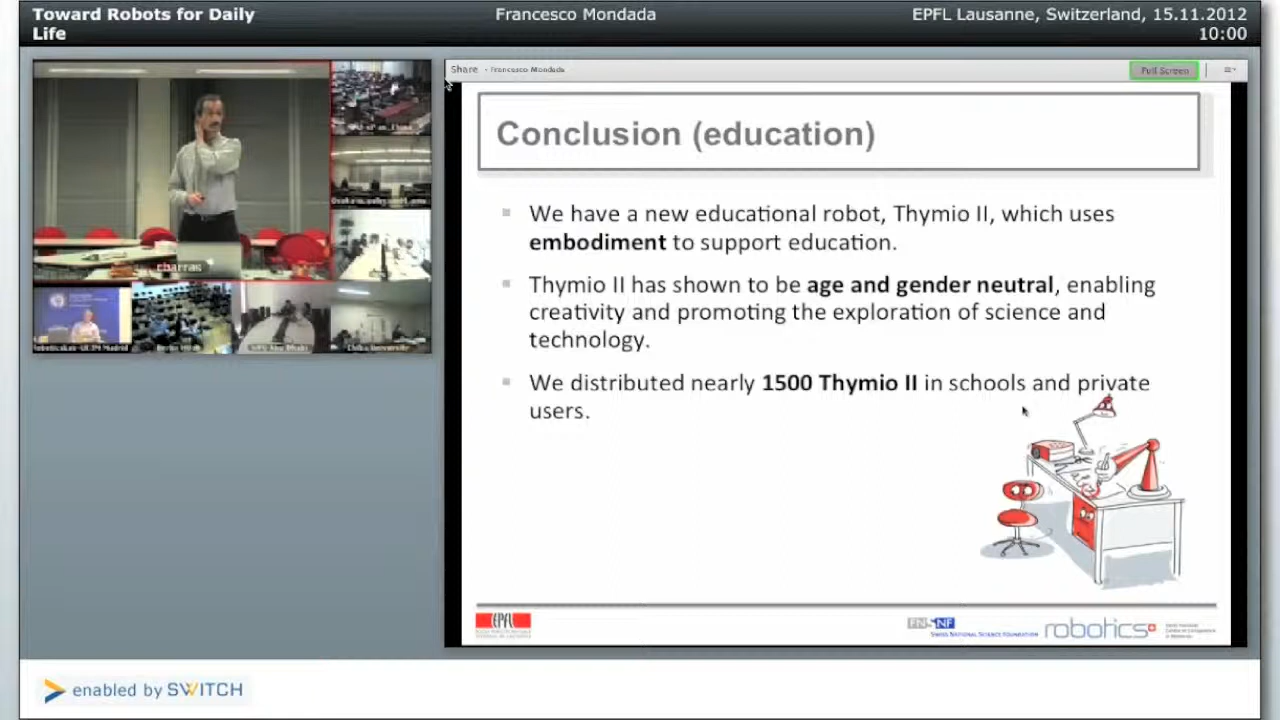 Toward Robots for Daily
Life
Francesco Mondada
EPFL Lausanne, Switzerland, 15.11.2012
10:00
Share - Francesco Mondada
Full Screen
charras
Conclusion (education)
We have a new educational robot, Thymio II, which uses
embodiment to support education.
Thymio II has shown to be age and gender neutral, enabling
creativity and promoting the exploration of science and
technology.
We distributed nearly 1500 Thymio II in schools and private
users.
EPFL
FNSNF
SWISS NATIONAL SCIENCE FOUNDATION
robotics
enabled by SWITCH